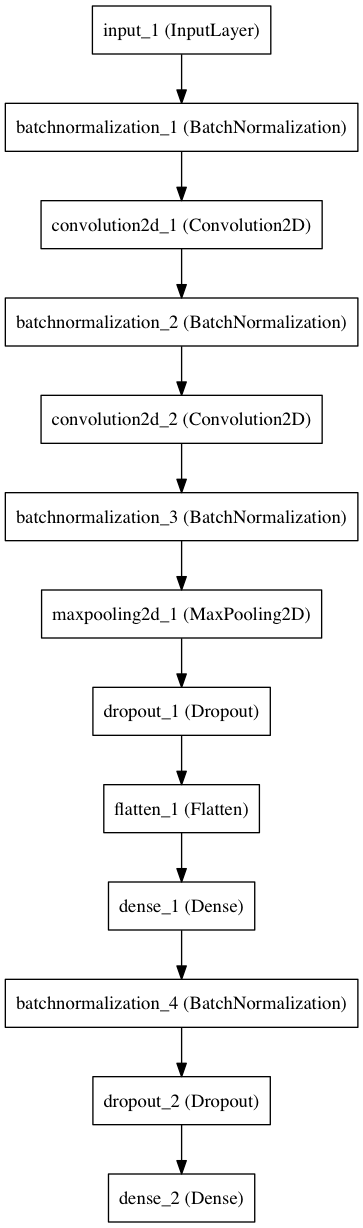 input_1 (InputLayer)
batchnormalization_1 (BatchNormalization)
convolution2d_1 (Convolution2D)
batchnormalization_2 (BatchNormalization)
convolution2d_2 (Convolution2D)
batchnormalization_3 (BatchNormalization)
maxpooling2d_1 (MaxPooling2D)
dropout_1 (Dropout)
flatten_1 (Flatten)
dense_1 (Dense)
batchnormalization_4 (BatchNormalization)
dropout_2 (Dropout)
dense_2 (Dense)